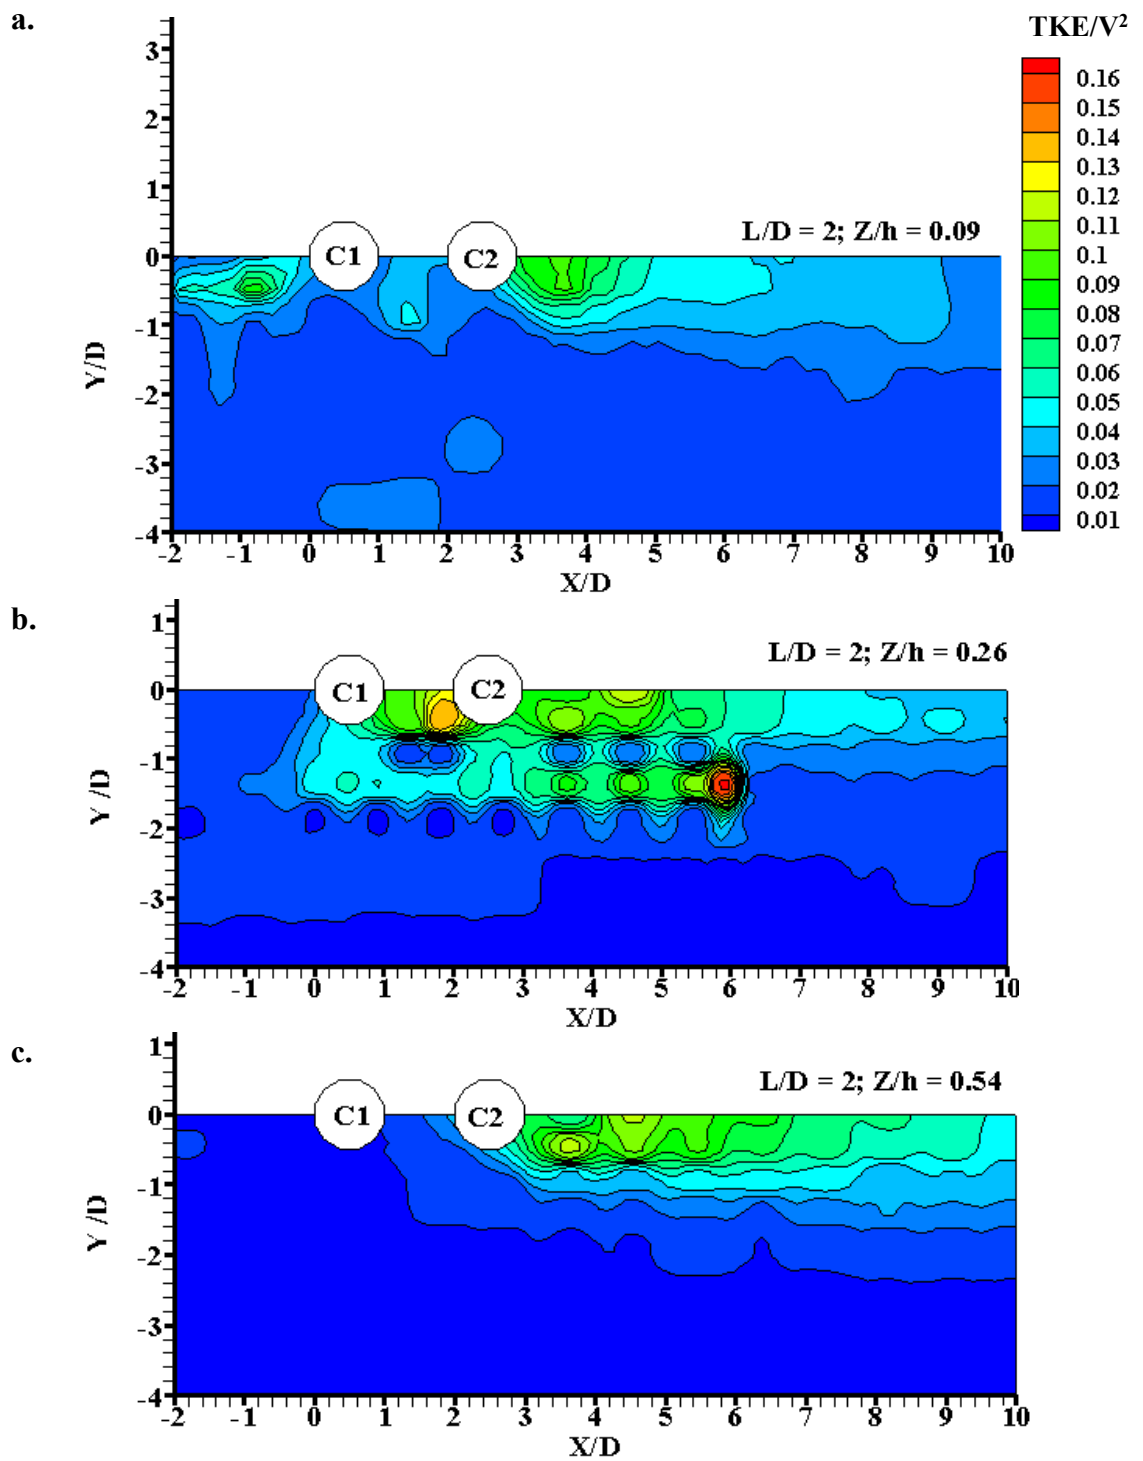 a.
TKE/V²
3
2
1
0
-1
-2
-3
-4
Y/D
C1
C2
L/D = 2; Z/h = 0.09
-2 -1 0 1 2 3 4 5 6 7 8 9 10
X/D
0.16
0.15
0.14
0.13
0.12
0.11
0.1
0.09
0.08
0.07
0.06
0.05
0.04
0.03
0.02
0.01
b.
1
0
-1
-2
-3
-4
Y /D
C1
C2
L/D = 2; Z/h = 0.26
-2 -1 0 1 2 3 4 5 6 7 8 9 10
X/D
c.
1
0
-1
-2
-3
-4
Y /D
C1
C2
L/D = 2; Z/h = 0.54
-2 -1 0 1 2 3 4 5 6 7 8 9 10
X/D